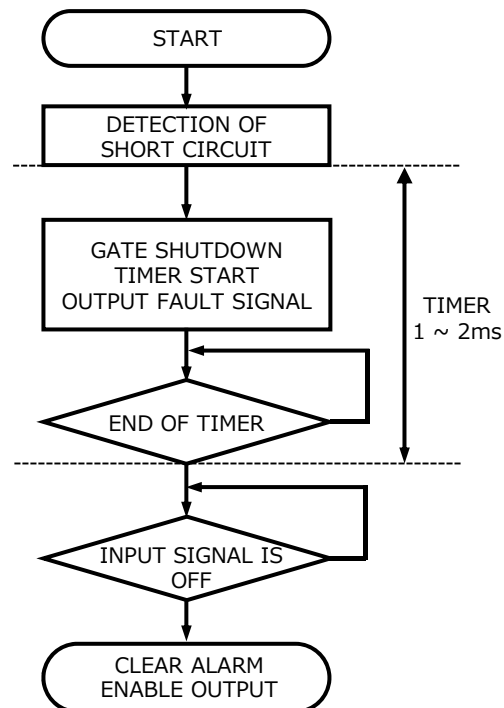 START
DETECTION OF
SHORT CIRCUIT
GATE SHUTDOWN
TIMER START
OUTPUT FAULT SIGNAL
TIMER
1 ~ 2ms
END OF TIMER
INPUT SIGNAL IS
OFF
CLEAR ALARM
ENABLE OUTPUT